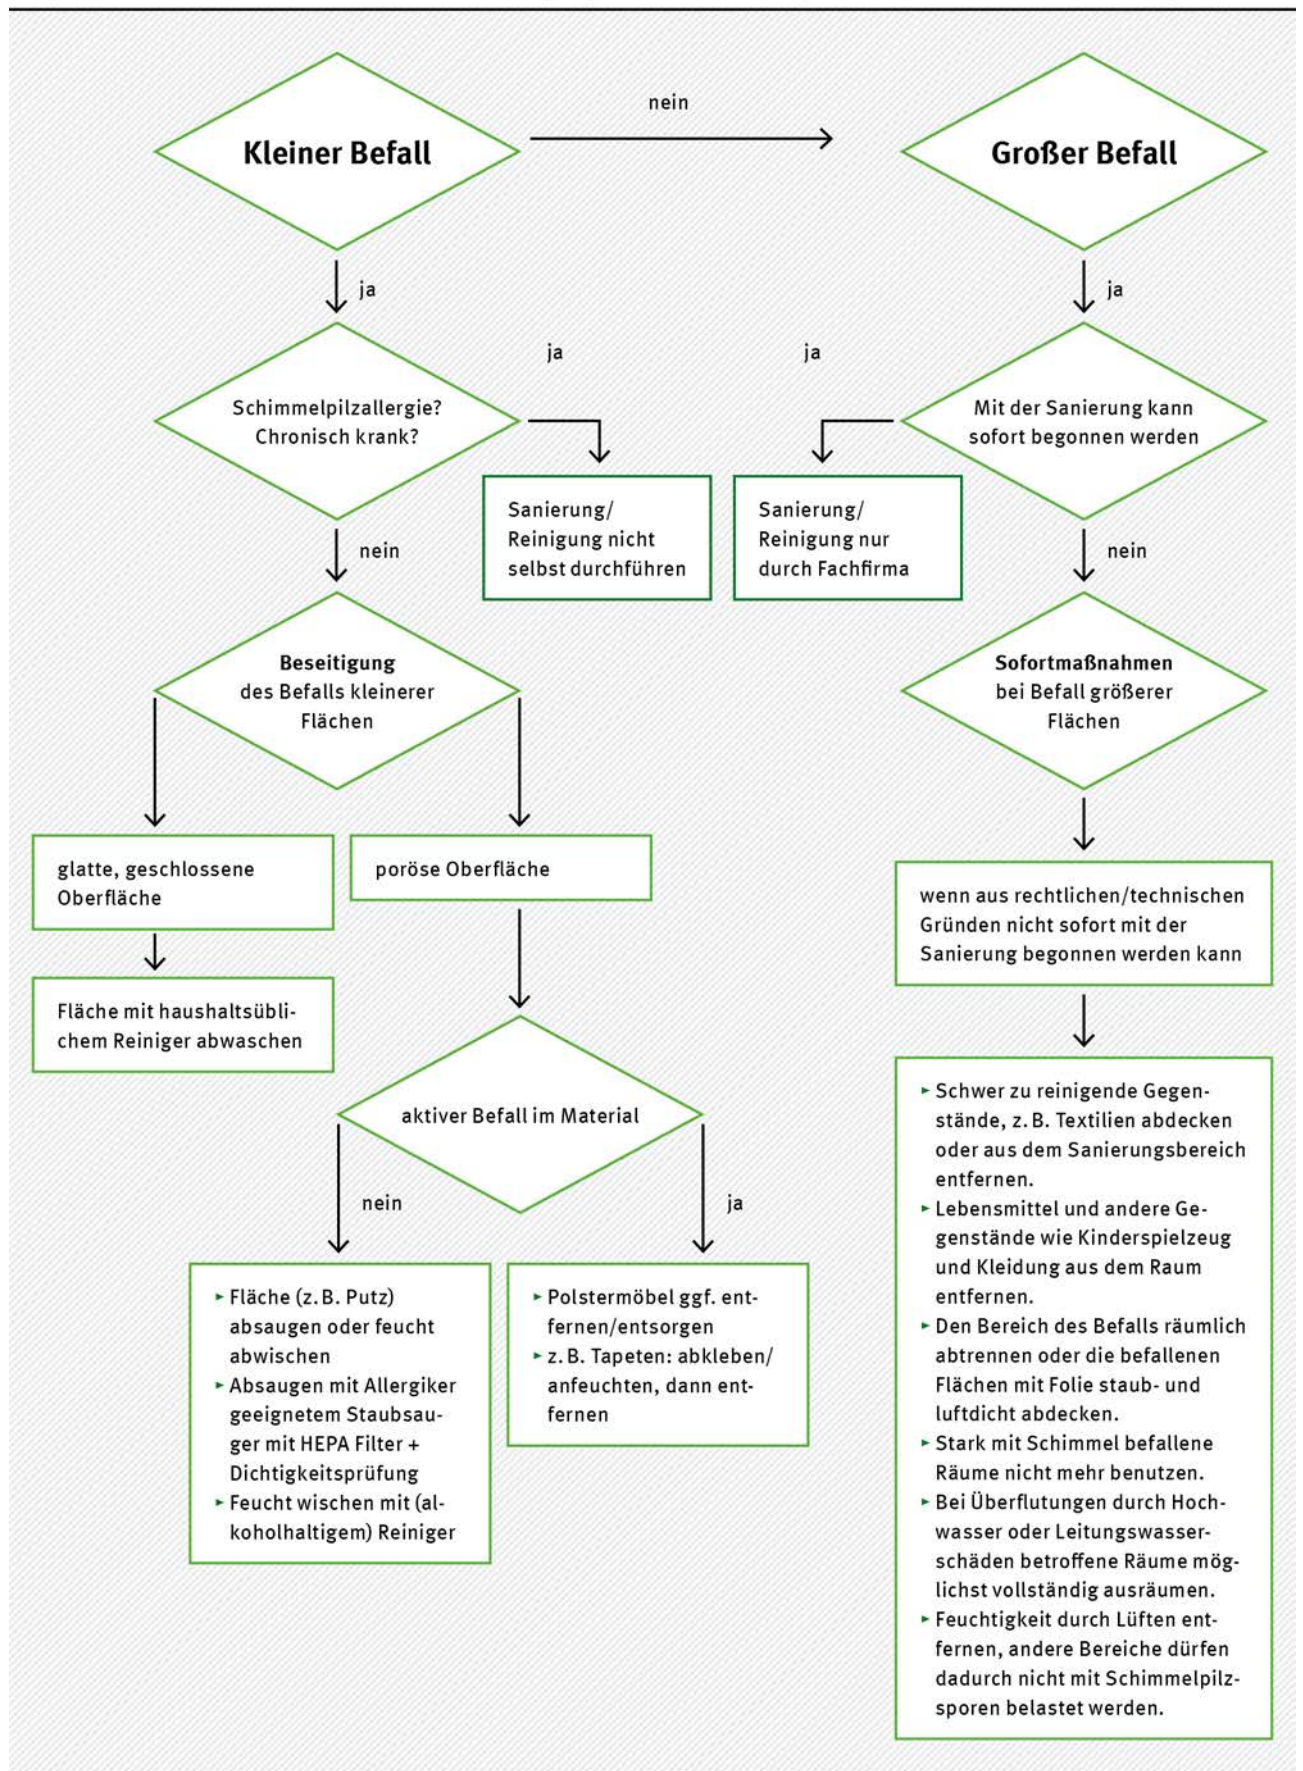 Kleiner Befall
nein
Großer Befall
ja
ja
Schimmelpilzallergie?
Chronisch krank?
ja
ja
Mit der Sanierung kann
sofort begonnen werden
Sanierung/
Reinigung nicht
selbst durchführen
Sanierung/
Reinigung nur
durch Fachfirma
nein
nein
Beseitigung
des Befalls kleinerer
Flächen
Sofortmaßnahmen
bei Befall größerer
Flächen
glatte, geschlossene
Oberfläche
poröse Oberfläche
wenn aus rechtlichen/technischen
Gründen nicht sofort mit der
Sanierung begonnen werden kann
Fläche mit haushaltsübli-
chem Reiniger abwaschen
aktiver Befall im Material
nein
ja
► Fläche (z. B. Putz)
absaugen oder feucht
abwischen
► Absaugen mit Allergiker
geeignetem Staubsau-
ger mit HEPA Filter +
Dichtigkeitsprüfung
► Feucht wischen mit (al-
koholhaltigem) Reiniger
► Polstermöbel ggf. ent-
fernen/entsorgen
► z. B. Tapeten: abkleben/
anfeuchten, dann ent-
fernen
► Schwer zu reinigende Gegen-
stände, z. B. Textilien abdecken
oder aus dem Sanierungsbereich
entfernen.
► Lebensmittel und andere Ge-
genstände wie Kinderspielzeug
und Kleidung aus dem Raum
entfernen.
► Den Bereich des Befalls räumlich
abtrennen oder die befallenen
Flächen mit Folie staub- und
luftdicht abdecken.
► Stark mit Schimmel befallene
Räume nicht mehr benutzen.
► Bei Überflutungen durch Hoch-
wasser oder Leitungswasser-
schäden betroffene Räume mög-
lichst vollständig ausräumen.
► Feuchtigkeit durch Lüften ent-
fernen, andere Bereiche dürfen
dadurch nicht mit Schimmelpilz-
sporen belastet werden.